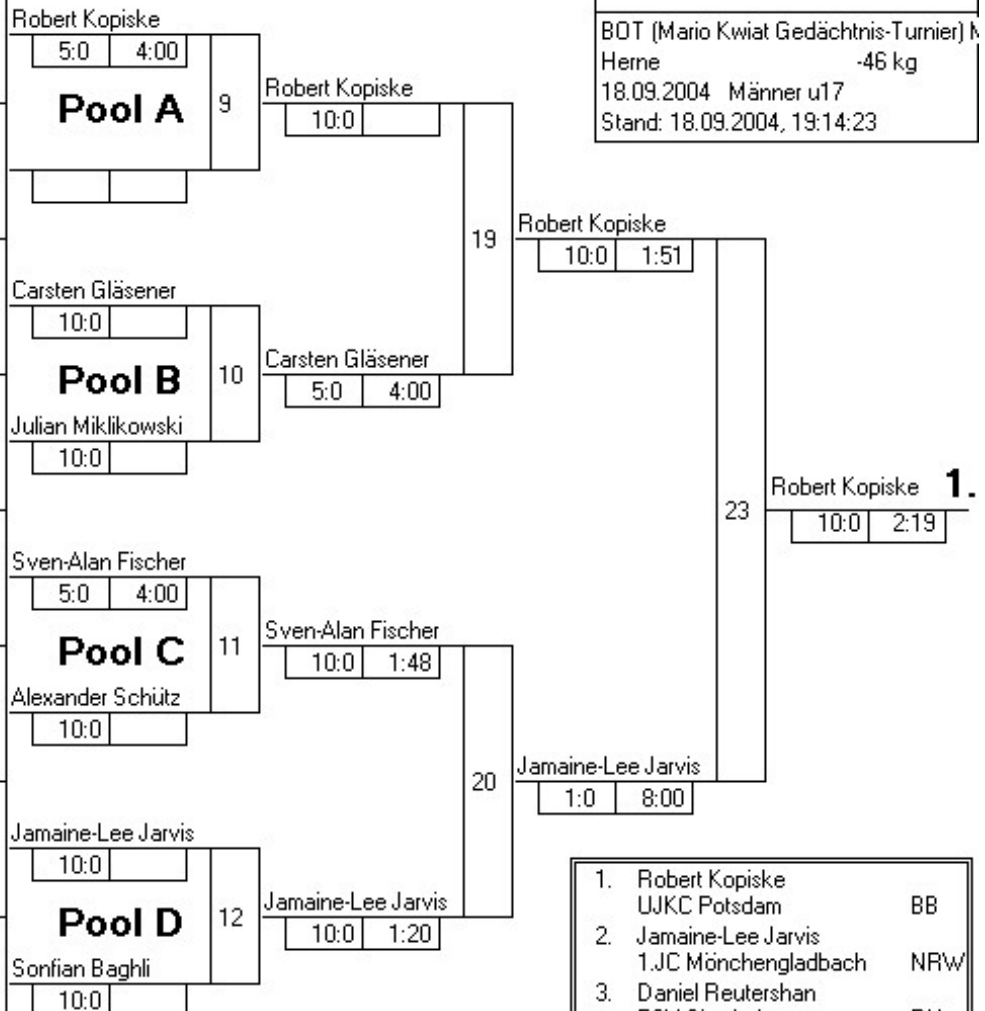 BOT (Mario Kwiat Gedächtnis-Turnier)
Herne -46 kg
18.09.2004 Männer u17
Stand: 18.09.2004, 19:14:23
Robert Kopiske
5:0 4:00
Pool A
9
Robert Kopiske
10:0
19
Robert Kopiske
10:0 1:51
Carsten Gläsener
10:0
Pool B
10
Julian Miklikowski
10:0
Carsten Gläsener
5:0 4:00
23
Robert Kopiske 1.
10:0 2:19
Sven-Alan Fischer
5:0 4:00
Pool C
11
Alexander Schütz
10:0
Sven-Alan Fischer
10:0 1:48
20
Jamaine-Lee Jarvis
1:0 8:00
Jamaine-Lee Jarvis
10:0
Pool D
12
Sonfian Baghli
10:0
Jamaine-Lee Jarvis
10:0 1:20
1. Robert Kopiske
UJKC Potsdam BB
2. Jamaine-Lee Jarvis
1.JC Mönchengladbach NRW
3. Daniel Reutershan